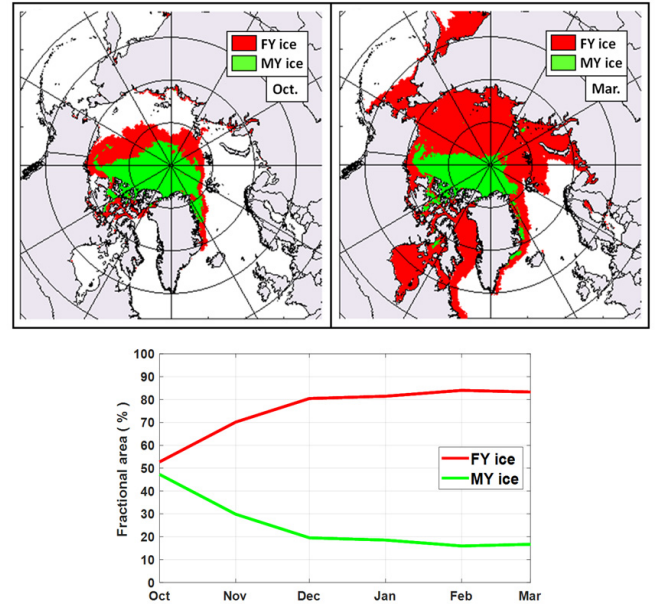 FY ice
MY ice
Oct.
FY ice
MY ice
Mar.
100
90
80
70
60
50
40
30
20
10
0
Fractional area ( % )
FY ice
MY ice
Oct Nov Dec Jan Feb Mar